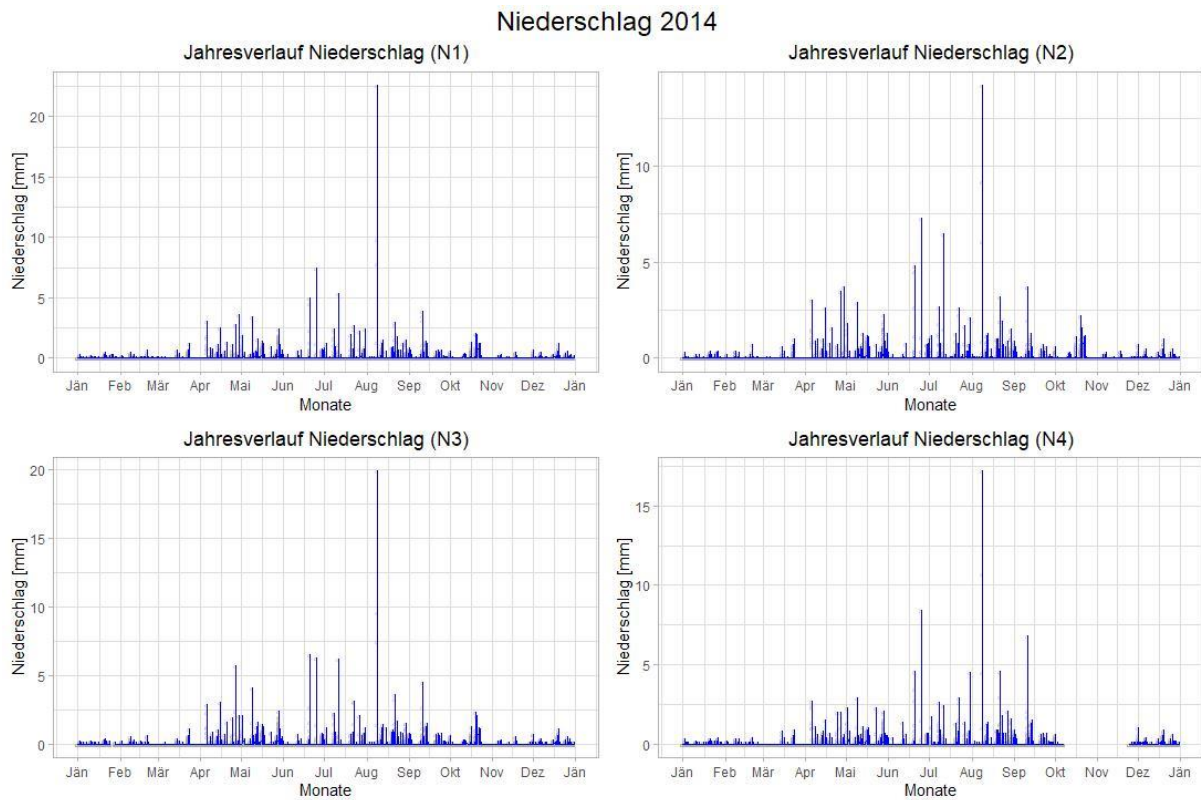 Niederschlag 2014
Jahresverlauf Niederschlag (N1)
Niederschlag [mm]
20
15
10
5
0
Jän Feb Mär Apr Mai Jun Jul Aug Sep Okt Nov Dez Jän
Monate
Jahresverlauf Niederschlag (N2)
Niederschlag [mm]
10
5
0
Jän Feb Mär Apr Mai Jun Jul Aug Sep Okt Nov Dez Jän
Monate
Jahresverlauf Niederschlag (N3)
Niederschlag [mm]
20
15
10
5
0
Jän Feb Mär Apr Mai Jun Jul Aug Sep Okt Nov Dez Jän
Monate
Jahresverlauf Niederschlag (N4)
Niederschlag [mm]
15
10
5
0
Jän Feb Mär Apr Mai Jun Jul Aug Sep Okt Nov Dez Jän
Monate